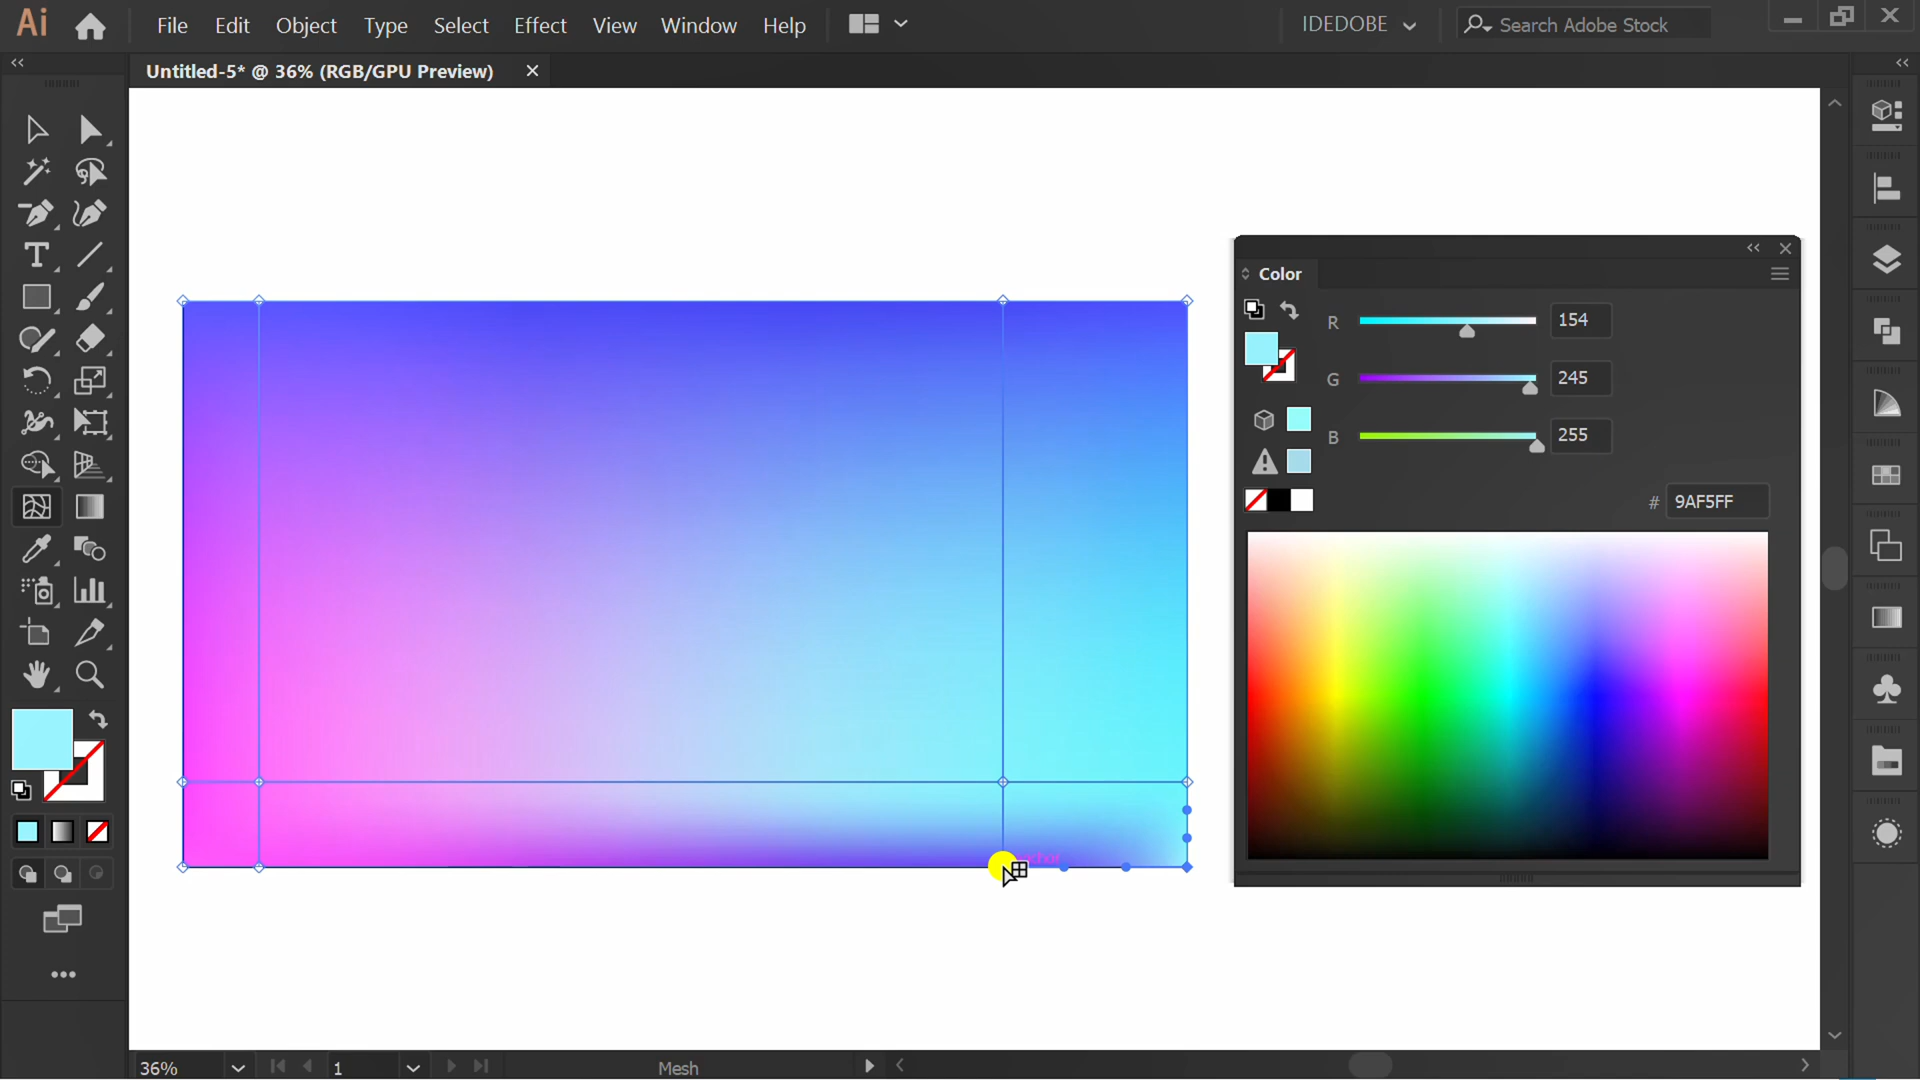 Ai File Edit Object Type Select Effect View Window Help IDEDOBE Search Adobe Stock
Untitled-5* @ 36% (RGB/GPU Preview)
Color
R 154
G 245
B 255
# 9AF5FF
T
36% 1 Mesh